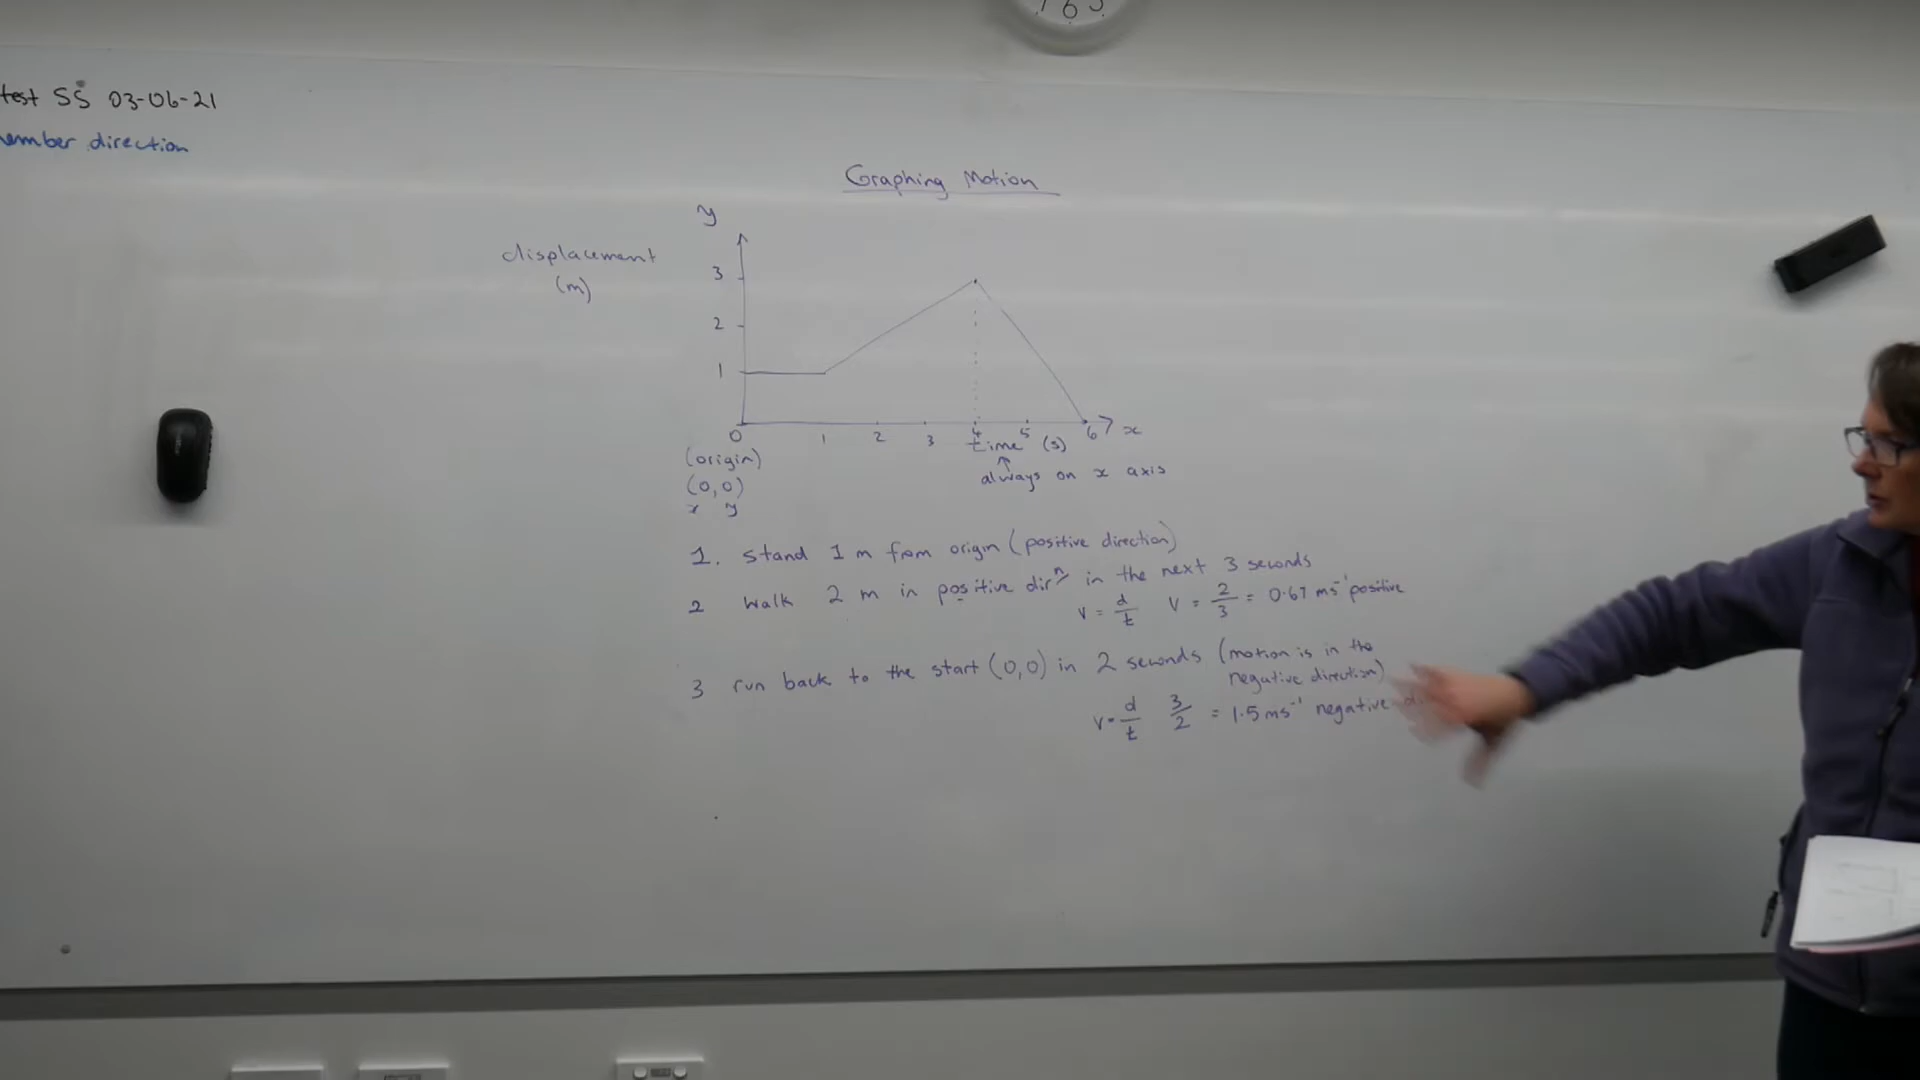 test SS 03-06-21
direction
Graphing Motion
y
displacement
(m)
3
2
1
0 1 2 3 4 5 6 x
time (s)
always on x axis
(origin)
(0,0)
x y
1. Stand 1 m from origin (positive direction)
2 Walk 2 m in positive dirⁿ in the next 3 seconds
v = d/t v = 2/3 = 0.67 ms⁻¹ positive
3 run back to the start (0,0) in 2 seconds (motion is in the
negative direction)
v = d/t 3/2 = 1.5 ms⁻¹ negative